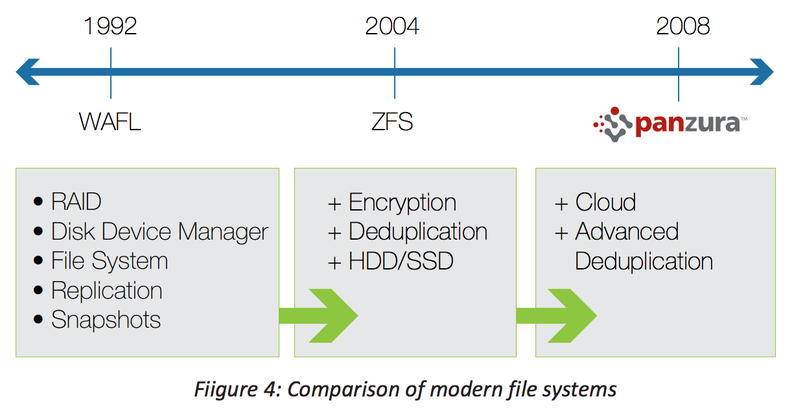 1992
2004
2008
WAFL
ZFS
panzura™
• RAID
• Disk Device Manager
• File System
• Replication
• Snapshots
+ Encryption
+ Deduplication
+ HDD/SSD
+ Cloud
+ Advanced
Deduplication
Fiigure 4: Comparison of modern file systems